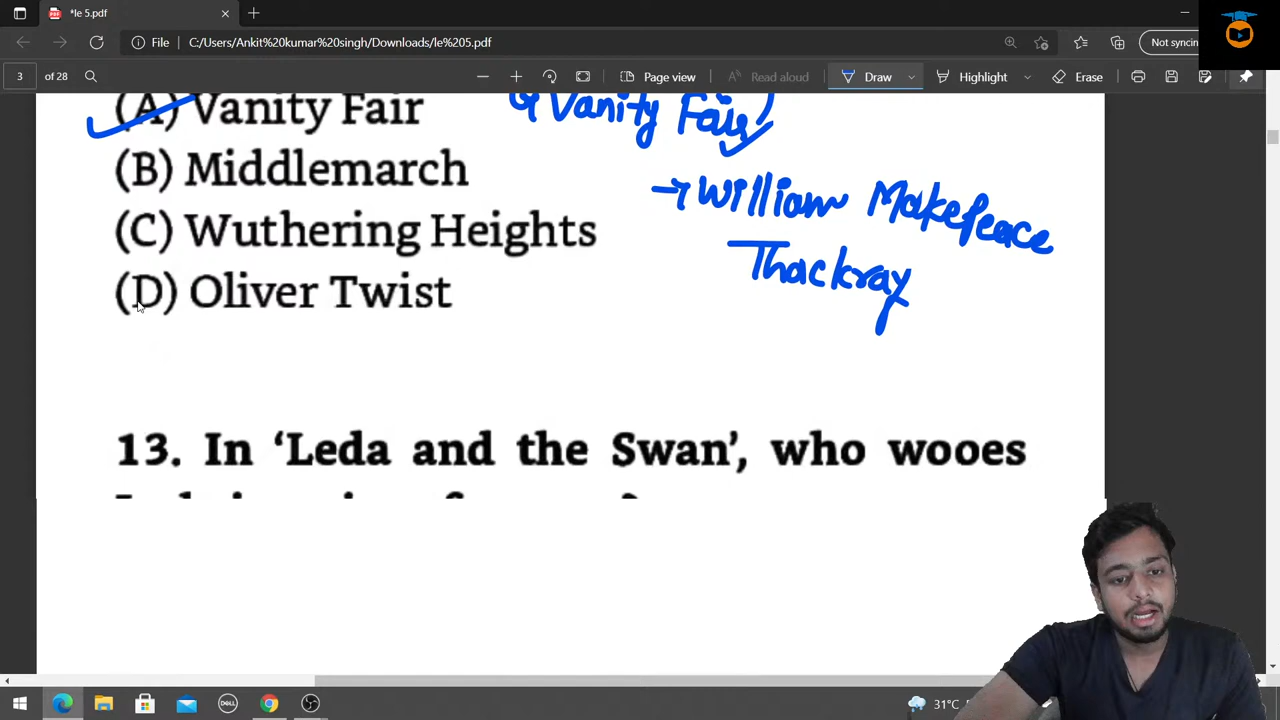 *le 5.pdf
File C:/Users/Ankit%20kumar%20singh/Downloads/le%205.pdf
Not syncin
3 of 28
Page view
Read aloud
Draw
Highlight
Erase
(A) Vanity Fair
Vanity Fair)
(B) Middlemarch
→ William Makepeace
(C) Wuthering Heights
Thackray
(D) Oliver Twist
13. In ‘Leda and the Swan’, who wooes
DELL
31°C